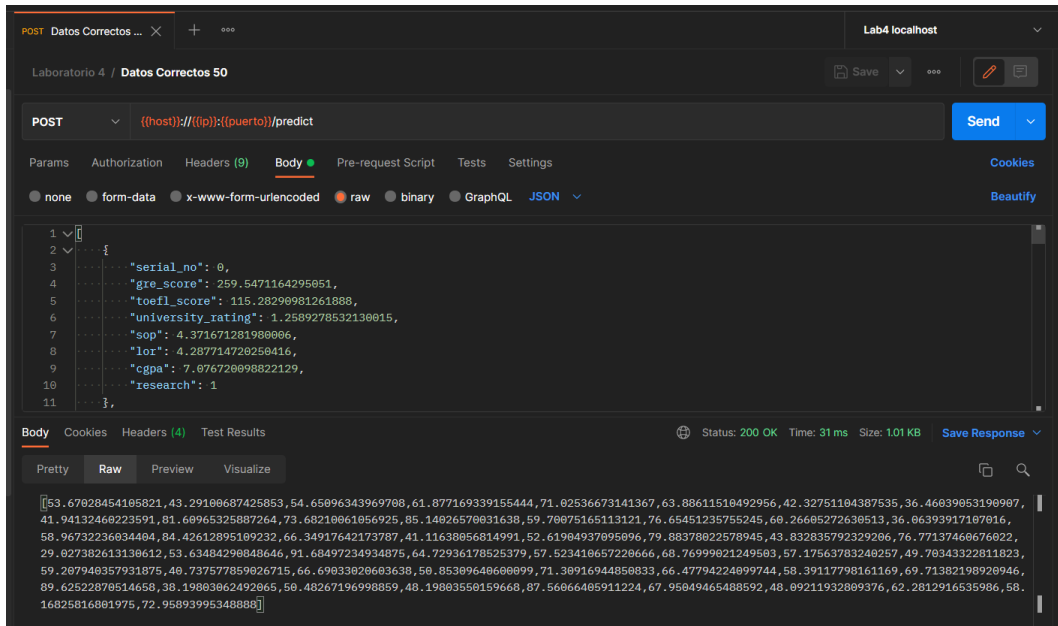 POST Datos Correctos ... Lab4 localhost
Laboratorio 4 / Datos Correctos 50 Save
POST {{host}}://{{ip}}:{{puerto}}/predict Send
Params Authorization Headers (9) Body Pre-request Script Tests Settings Cookies
none form-data x-www-form-urlencoded raw binary GraphQL JSON Beautify
1 [
2 {
3 "serial_no": 0,
4 "gre_score": 259.5471164295051,
5 "toefl_score": 115.28290981261888,
6 "university_rating": 1.2589278532130015,
7 "sop": 4.371671281980006,
8 "lor": 4.287714720250416,
9 "cgpa": 7.076720098822129,
10 "research": 1
11 },
Body Cookies Headers (4) Test Results Status: 200 OK Time: 31 ms Size: 1.01 KB Save Response
Pretty Raw Preview Visualize
[53.67028454105821,43.29100687425853,54.65096343969708,61.877169339155444,71.02536673141367,63.88611510492956,42.32751104387535,36.46039053190907,
41.94132460223591,81.60965325887264,73.68210061056925,85.14026570031638,59.70075165113121,76.65451235755245,60.26605272630513,36.06393917107016,
58.96732236034404,84.42612895109232,66.34917642173787,41.11638056814991,52.61904937095096,79.88378022578945,43.832835792329206,76.77137460676022,
29.027382613130612,53.63484290848646,91.68497234934875,64.72936178525379,57.523410657220666,68.76999021249503,57.17563783240257,49.70343322811823,
59.207940357931875,40.737577859026715,66.69033020603638,50.85309640600099,71.30916944850833,66.47794224099744,58.39117798161169,69.71382198920946,
89.62522870514658,38.19803062492065,50.48267196998859,48.19803550159668,87.56066405911224,67.95049465488592,48.09211932809376,62.2812916535986,58.
16825816801975,72.95893995348888]